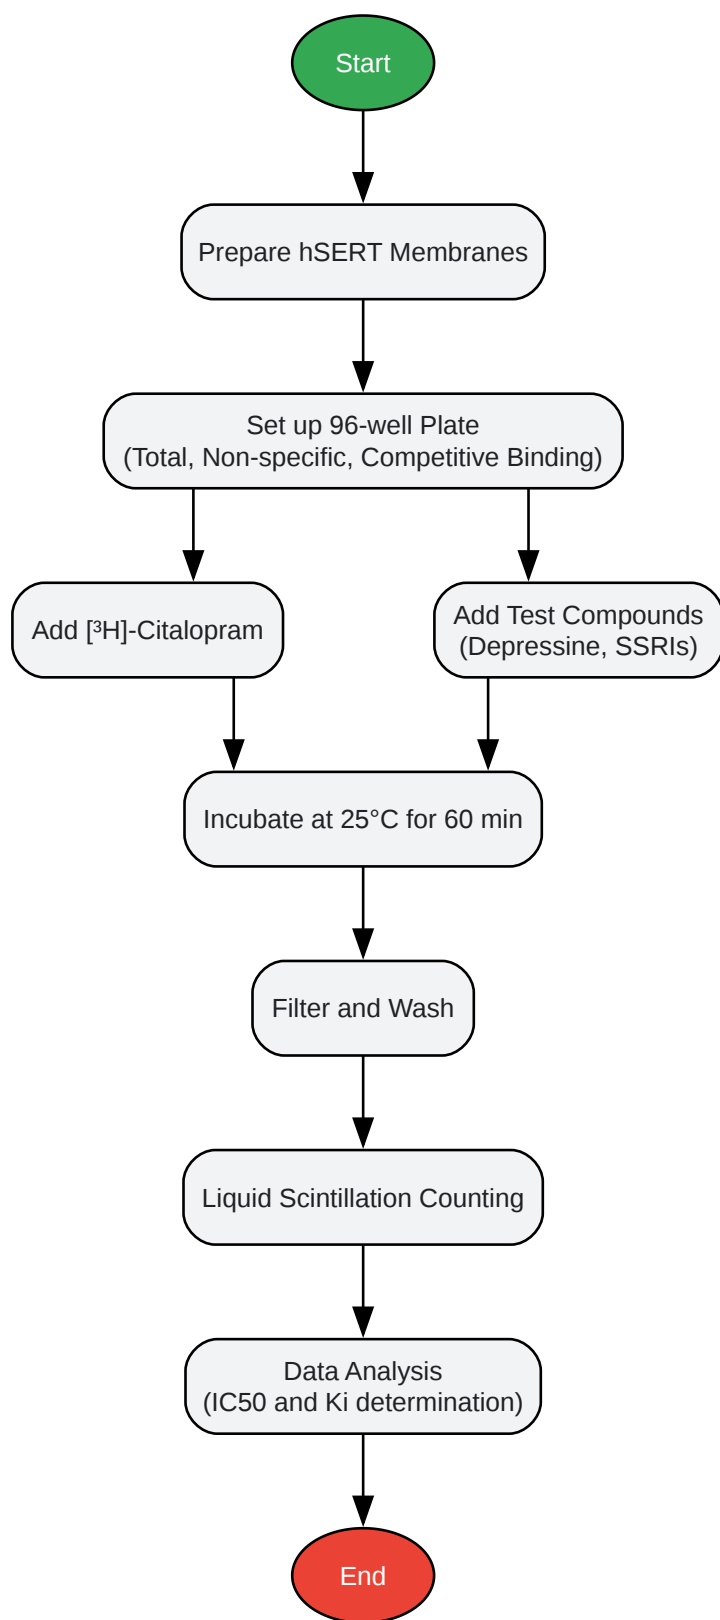 Start
Prepare hSERT Membranes
Set up 96-well Plate
(Total, Non-specific, Competitive Binding)
Add [³H]-Citalopram
Add Test Compounds
(Depressine, SSRIs)
Incubate at 25°C for 60 min
Filter and Wash
Liquid Scintillation Counting
Data Analysis
(IC50 and Ki determination)
End